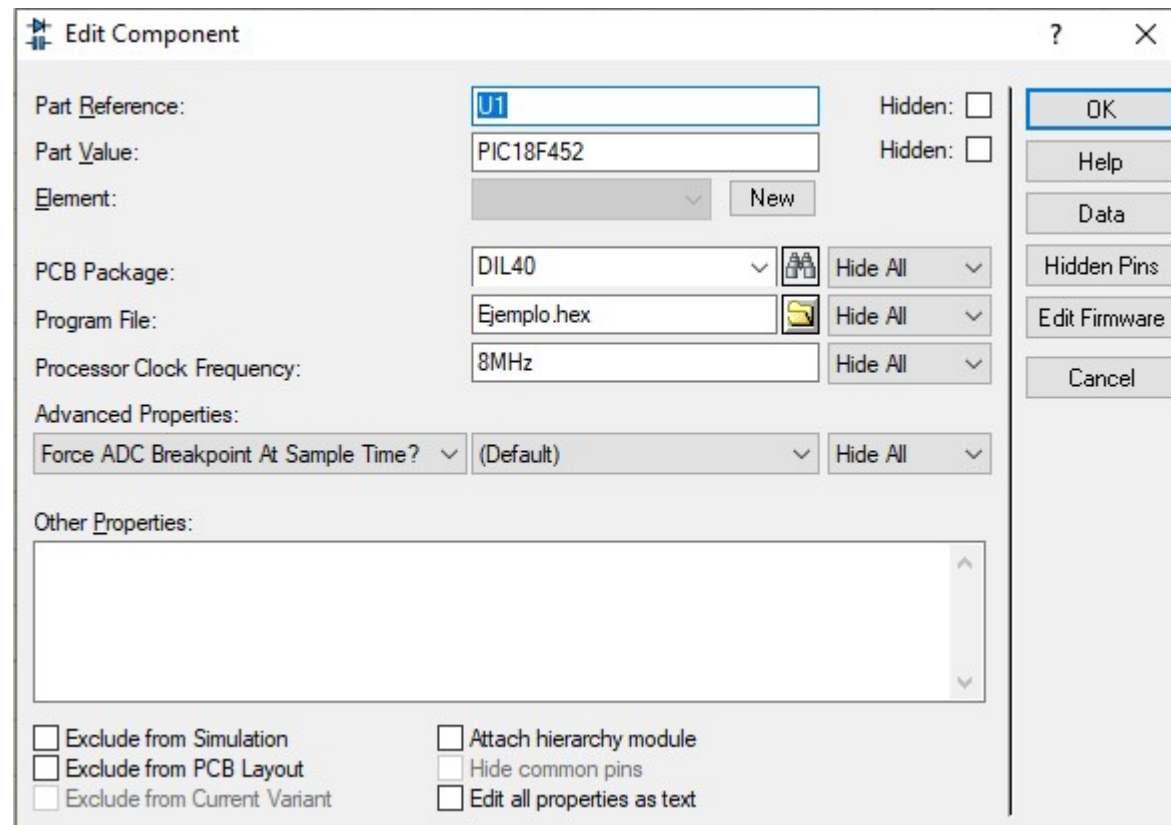 Edit Component ?
Part Reference: U1 Hidden: OK
Part Value: PIC18F452 Hidden: Help
Element: New Data
PCB Package: DIL40 Hide All Hidden Pins
Program File: Ejemplo.hex Hide All Edit Firmware
Processor Clock Frequency: 8MHz Hide All Cancel
Advanced Properties:
Force ADC Breakpoint At Sample Time? (Default) Hide All
Other Properties:
Exclude from Simulation Attach hierarchy module
Exclude from PCB Layout Hide common pins
Exclude from Current Variant Edit all properties as text